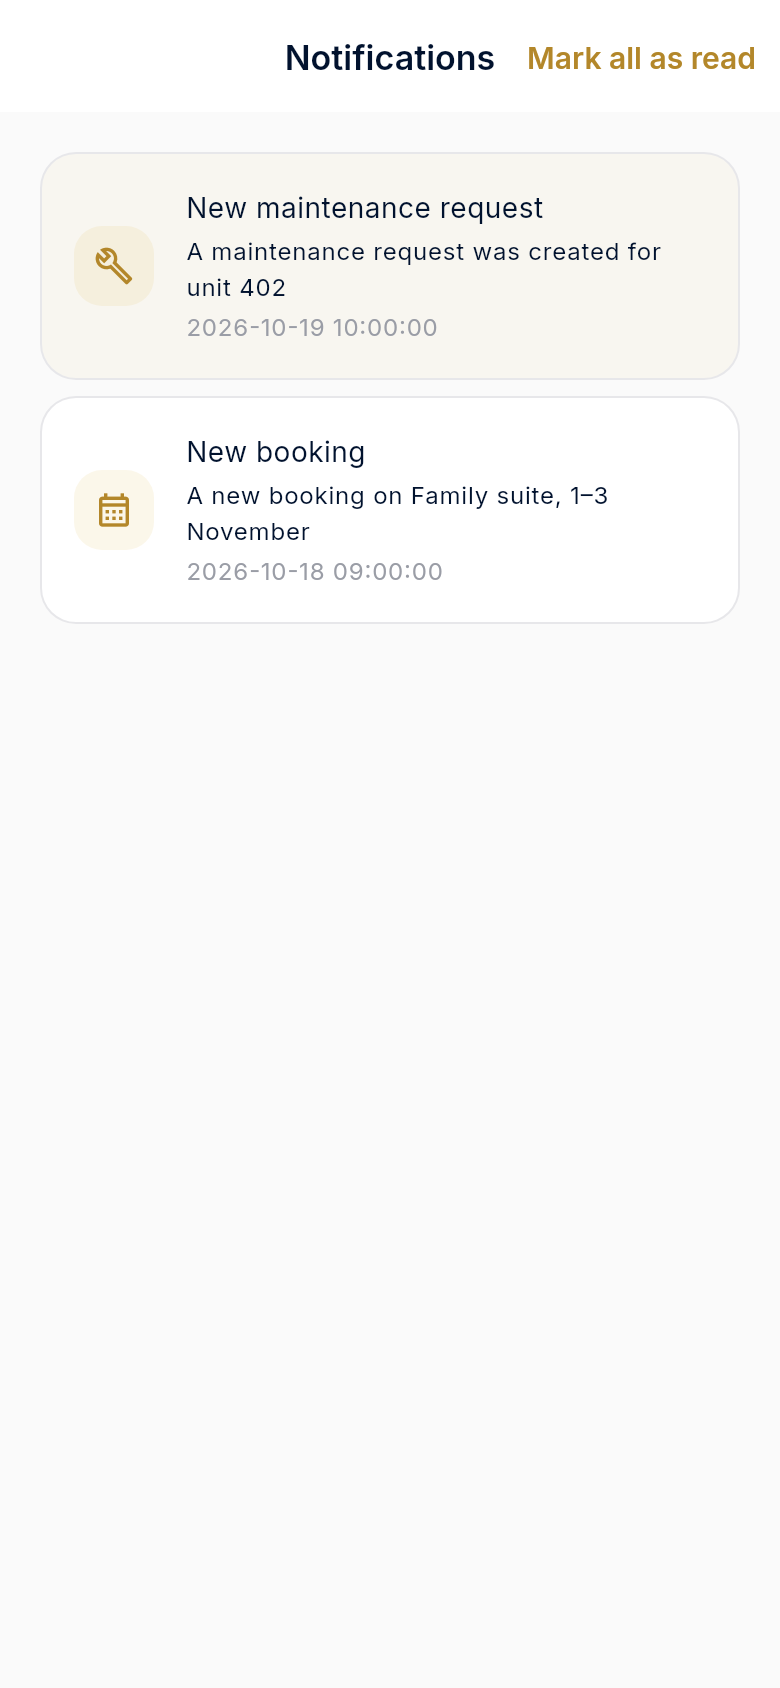 Notifications
Mark all as read
New maintenance request
A maintenance request was created for
unit 402
2026-10-19 10:00:00
New booking
A new booking on Family suite, 1–3
November
2026-10-18 09:00:00